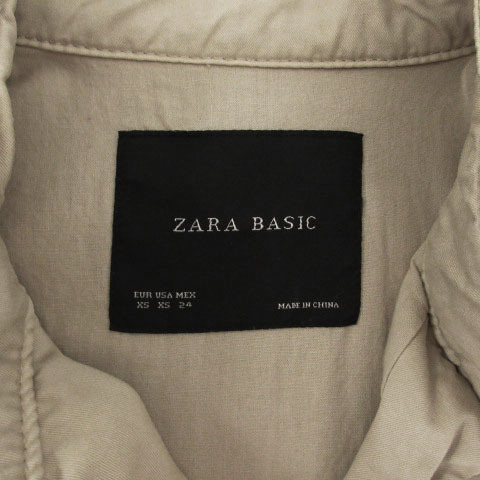 ZARA BASIC
EUR USA MEX
XS XS 24
MADE IN CHINA